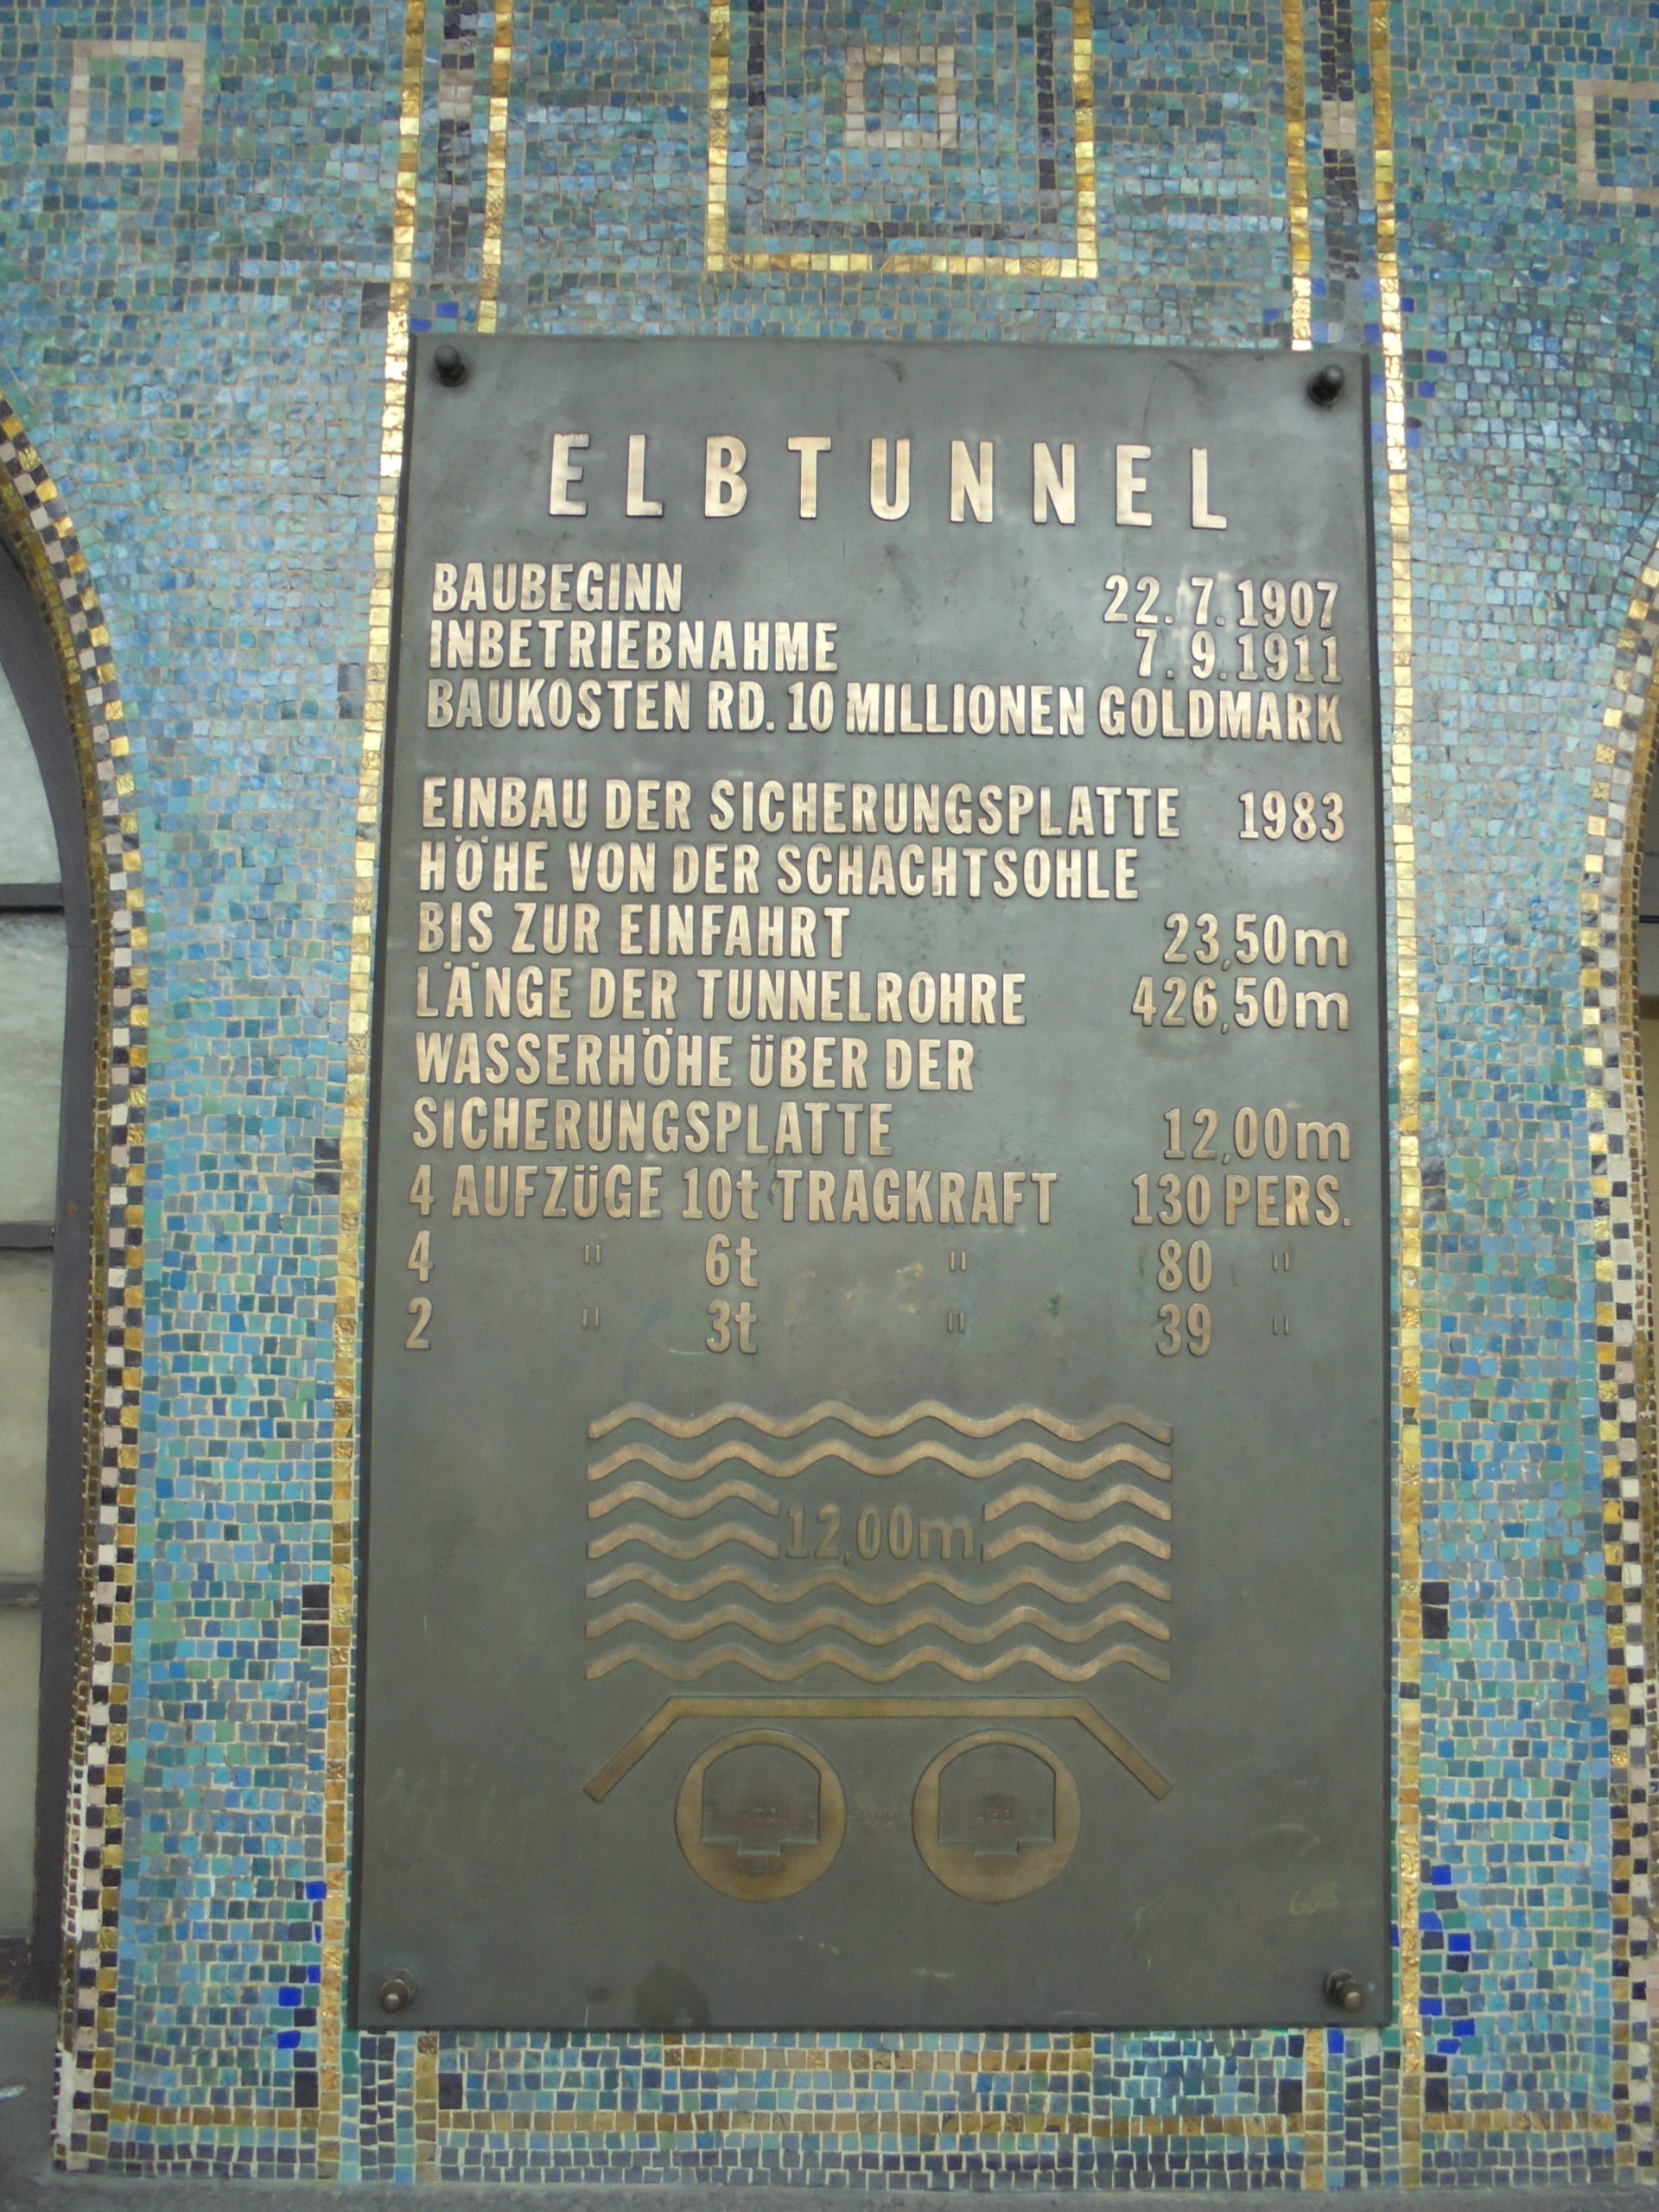 ELBTUNNEL
BAUBEGINN 22.7.1907
INBETRIEBNAHME 7.9.1911
BAUKOSTEN RD. 10 MILLIONEN GOLDMARK
EINBAU DER SICHERUNGSPLATTE 1983
HÖHE VON DER SCHACHTSOHLE
BIS ZUR EINFAHRT 23,50m
LÄNGE DER TUNNELROHRE 426,50m
WASSERHÖHE ÜBER DER
SICHERUNGSPLATTE 12,00m
4 AUFZÜGE 10t TRAGKRAFT 130 PERS.
4 " 6t " 80 "
2 " 3t " 39 "
12,00m